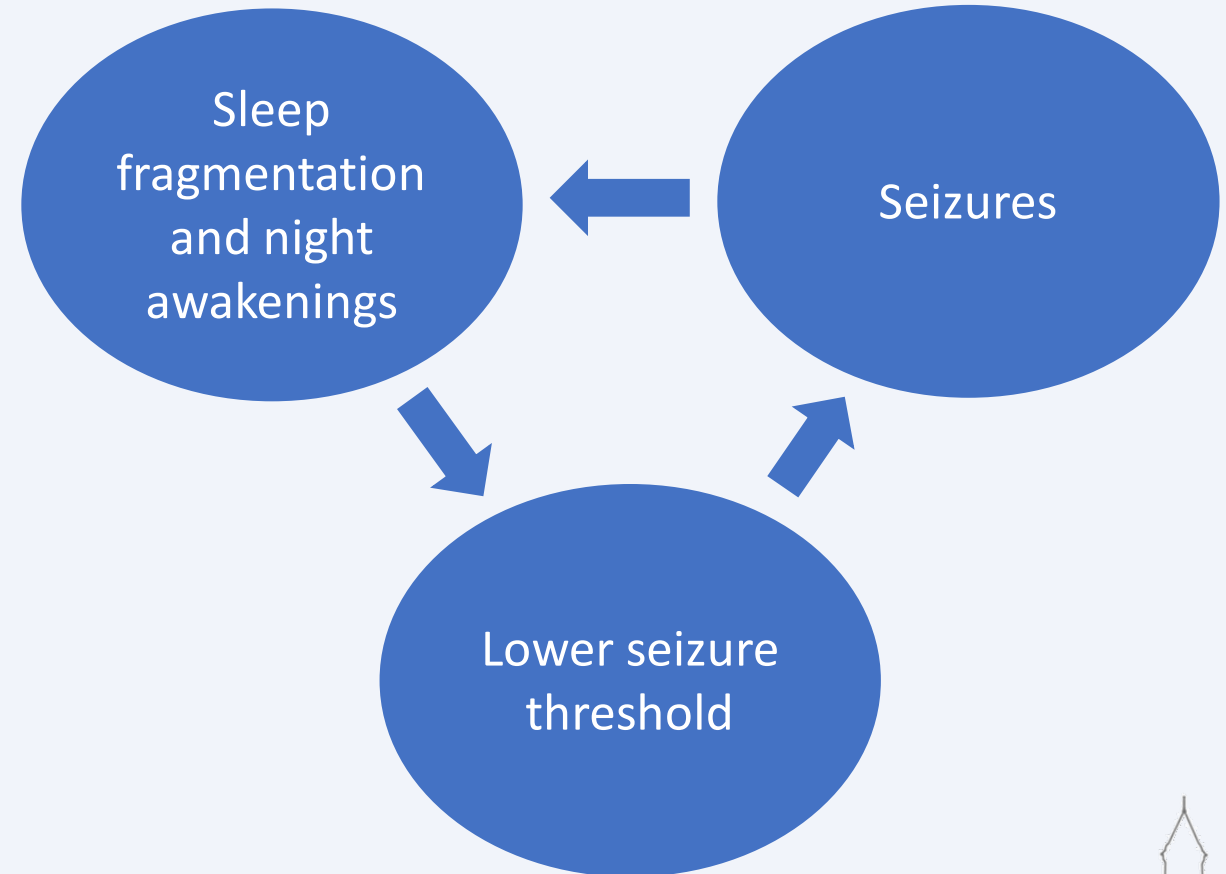 Sleep
fragmentation
and night
awakenings
Seizures
Lower seizure
threshold